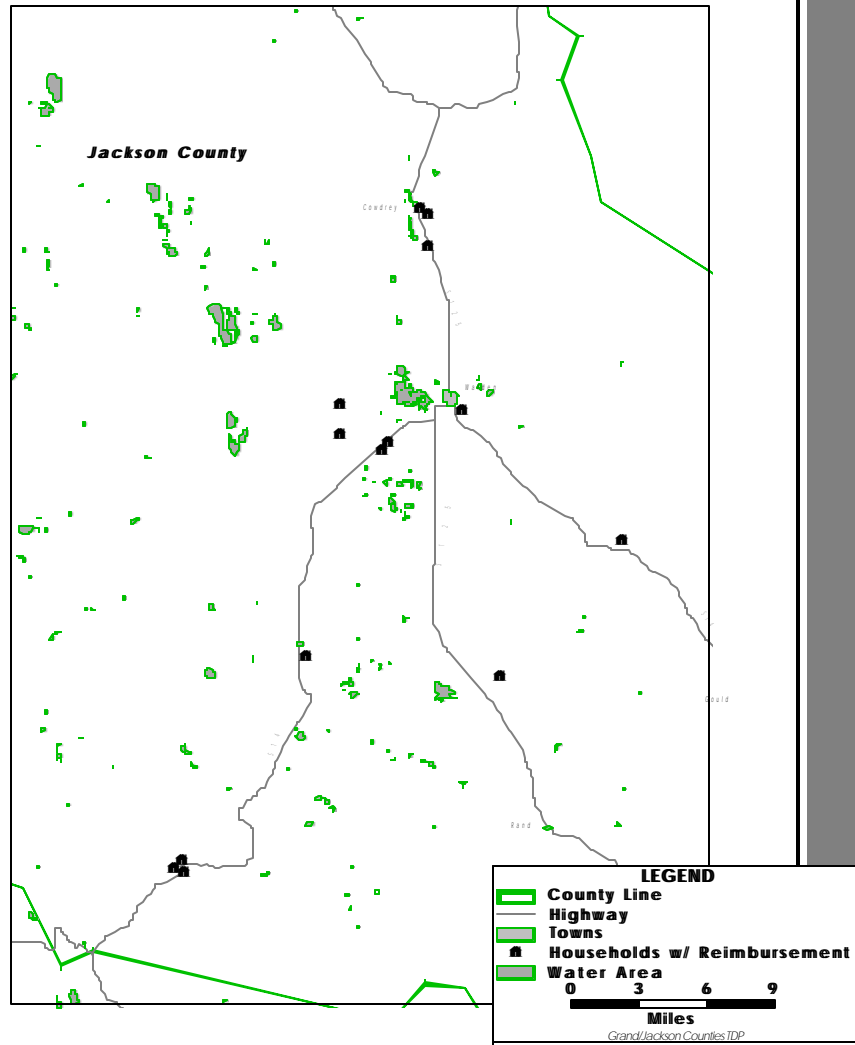 Jackson County
Cowdrey
Walden
Gould
Rand
LEGEND
County Line
Highway
Towns
Households w/ Reimbursement
Water Area
0 3 6 9
Miles
Grand/Jackson Counties TDP